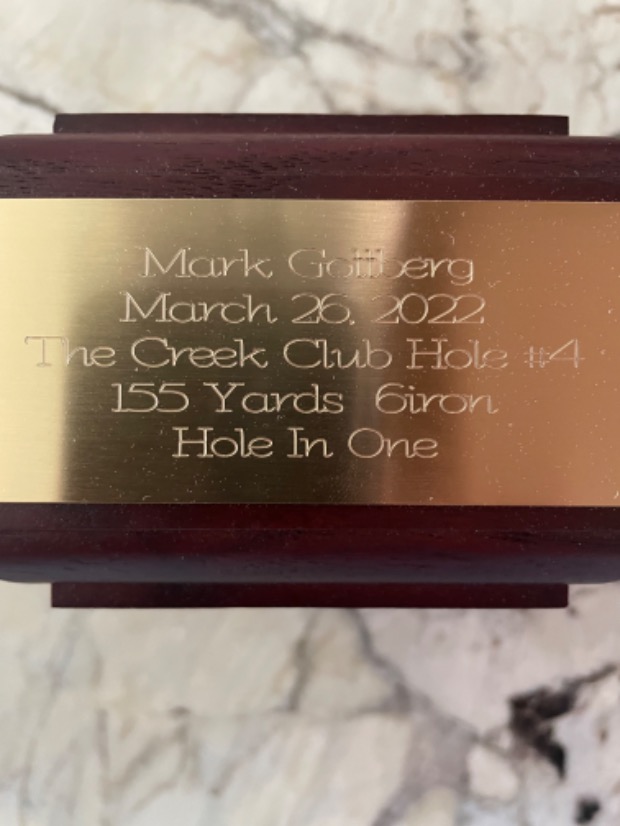 Mark Gottberg
March 26, 2022
The Creek Club Hole #4
155 Yards 6iron
Hole In One